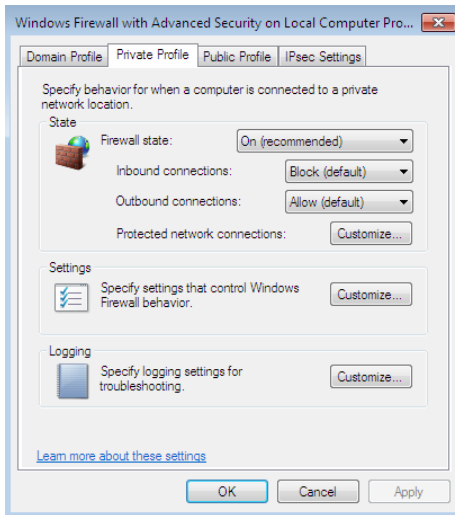 Windows Firewall with Advanced Security on Local Computer Pro...
Domain Profile Private Profile Public Profile IPsec Settings
Specify behavior for when a computer is connected to a private
network location.
State
Firewall state: On (recommended)
Inbound connections: Block (default)
Outbound connections: Allow (default)
Protected network connections: Customize...
Settings
Specify settings that control Windows
Firewall behavior.
Customize...
Logging
Specify logging settings for
troubleshooting.
Customize...
Learn more about these settings
OK Cancel Apply